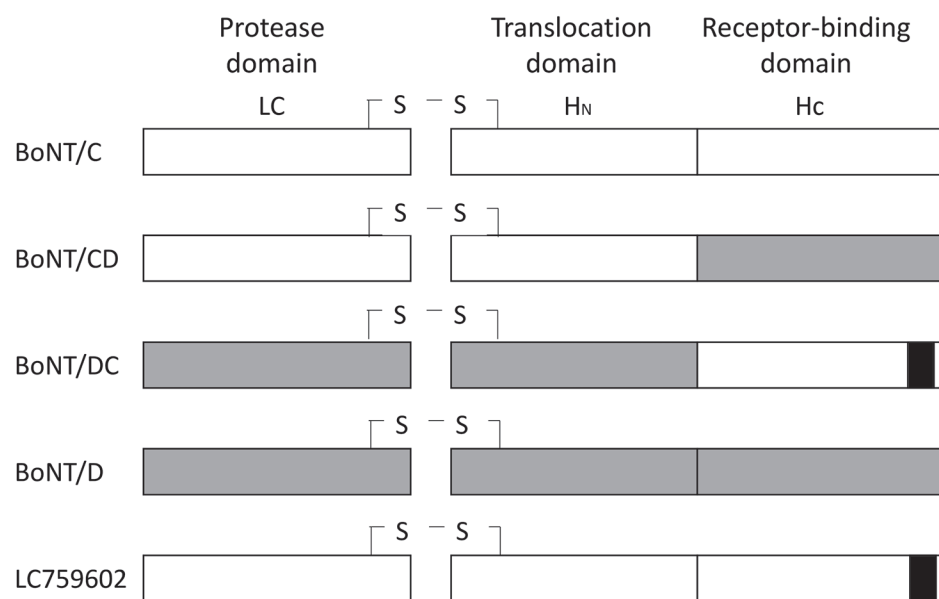 Protease
domain
Translocation
domain
Receptor-binding
domain
LC
HN
Hc
S – S
BoNT/C
S – S
BoNT/CD
S – S
BoNT/DC
S – S
BoNT/D
S – S
LC759602